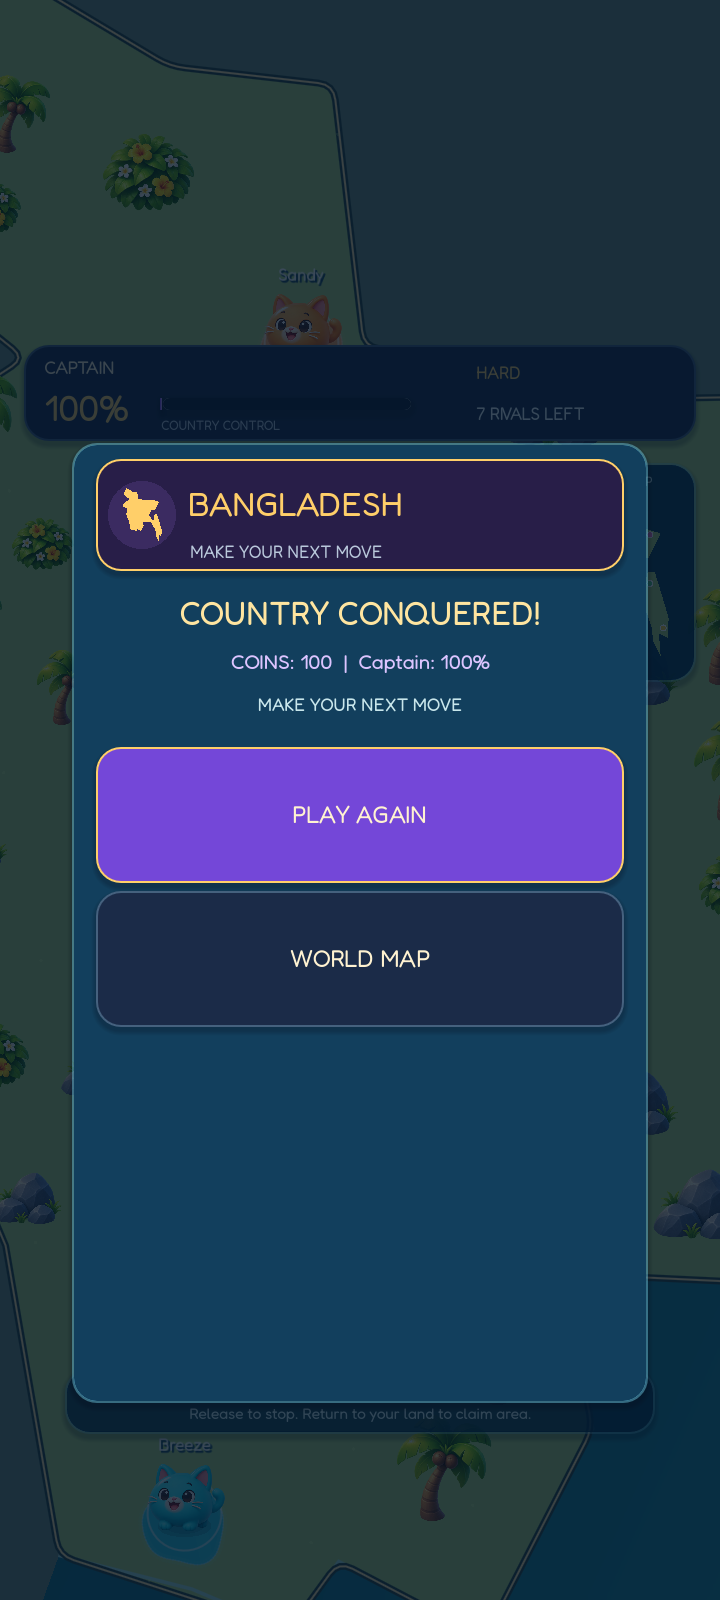 Sandy
CAPTAIN
HARD
100%
7 RIVALS LEFT
COUNTRY CONTROL
BANGLADESH
MAKE YOUR NEXT MOVE
COUNTRY CONQUERED!
COINS: 100 | Captain: 100%
MAKE YOUR NEXT MOVE
PLAY AGAIN
WORLD MAP
Release to stop. Return to your land to claim area.
Breeze